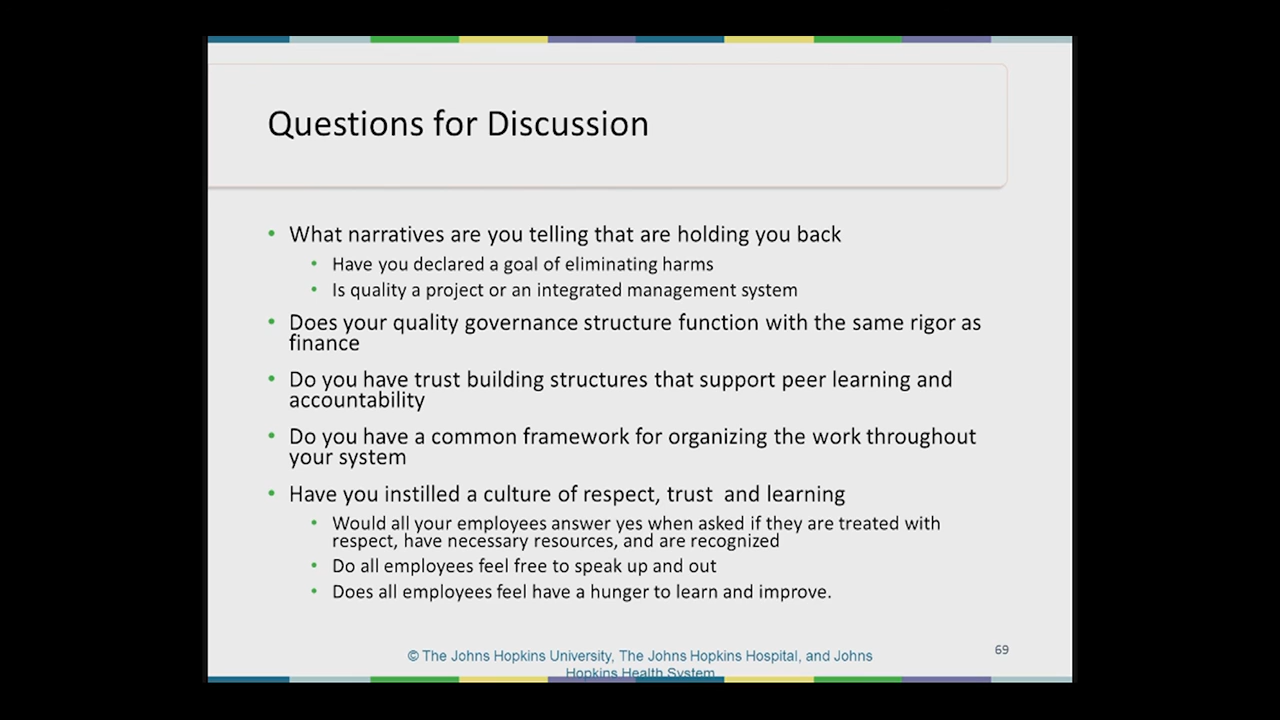 Questions for Discussion
• What narratives are you telling that are holding you back
• Have you declared a goal of eliminating harms
• Is quality a project or an integrated management system
• Does your quality governance structure function with the same rigor as
finance
• Do you have trust building structures that support peer learning and
accountability
• Do you have a common framework for organizing the work throughout
your system
• Have you instilled a culture of respect, trust  and learning
• Would all your employees answer yes when asked if they are treated with
respect, have necessary resources, and are recognized
• Do all employees feel free to speak up and out
• Does all employees feel have a hunger to learn and improve.
© The Johns Hopkins University, The Johns Hopkins Hospital, and Johns
Hopkins Health System
69